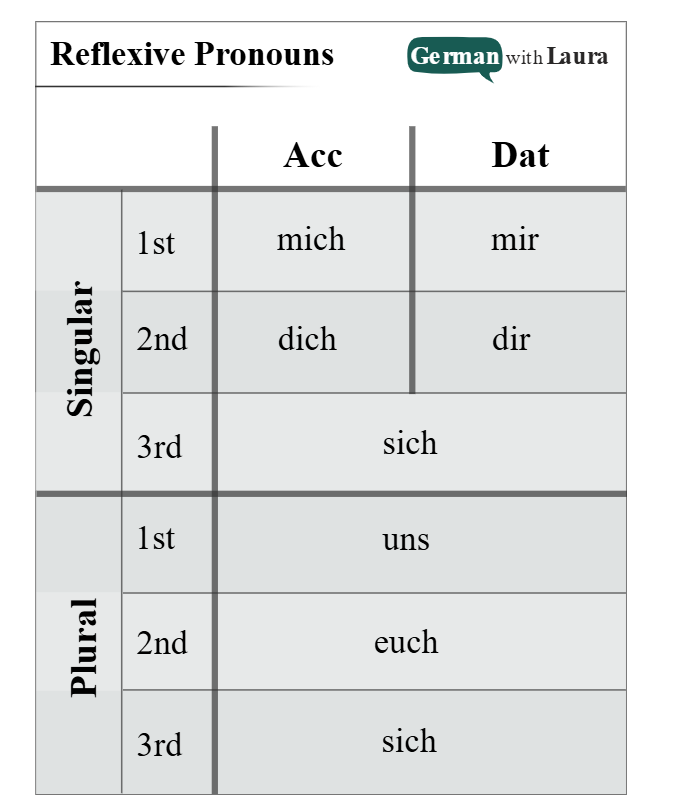 Reflexive Pronouns
German with Laura
Acc Dat
Singular
1st mich mir
2nd dich dir
3rd sich
Plural
1st uns
2nd euch
3rd sich